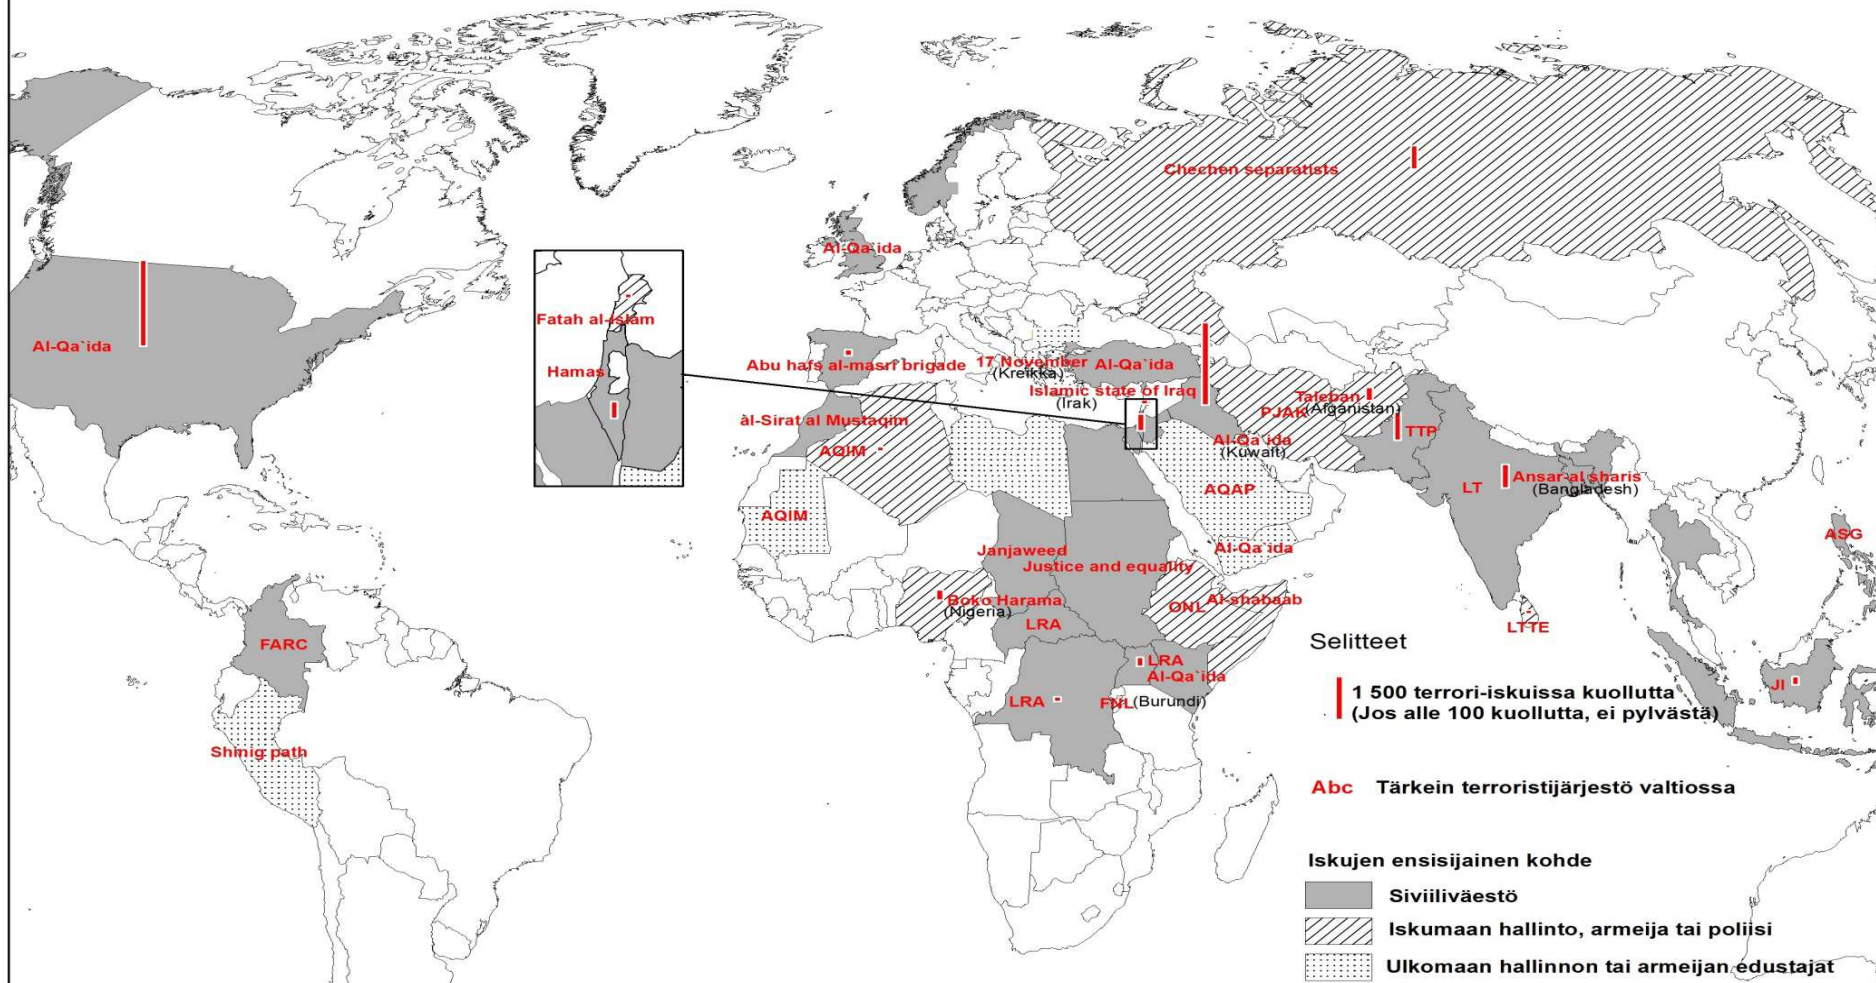 Chechen separatists
Al-Qa`ida
Al-Qa`ida
Fatah al-Islam
Hamas
Abu hafs al-masri brigade
17 November
(Kreikka)
Al-Qa`ida
Islamic state of Iraq
(Irak)
Taleban
(Afganistan)
PJAK
TTP
al-Sirat al Mustaqim
AQIM
Al-Qa`ida
(Kuwait)
AQAP
LT
Ansar-al sharis
(Bangladesh)
AQIM
Al-Qa`ida
ASG
Janjaweed
Justice and equality
Boko Harama
(Nigeria)
ONL
Al-shabaab
LRA
LTTE
FARC
LRA
Al-Qa`ida
LRA
FNL (Burundi)
JI
Shinig path
Selitteet
1 500 terrori-iskuissa kuollutta
(Jos alle 100 kuollutta, ei pylvästä)
Abc Tärkein terroristijärjestö valtiossa
Iskujen ensisijainen kohde
Siviiliväestö
Iskumaan hallinto, armeija tai poliisi
Ulkomaan hallinnon tai armeijan edustajat